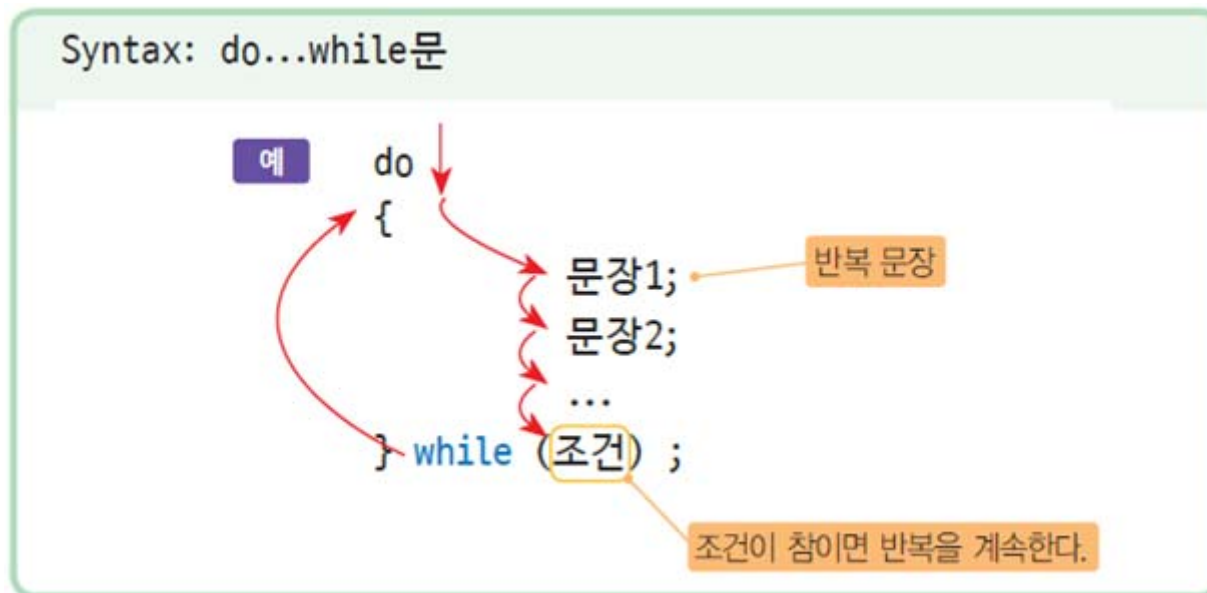 Syntax: do...while문
예 do
{
문장1;
반복 문장
문장2;
...
} while (조건) ;
조건이 참이면 반복을 계속한다.